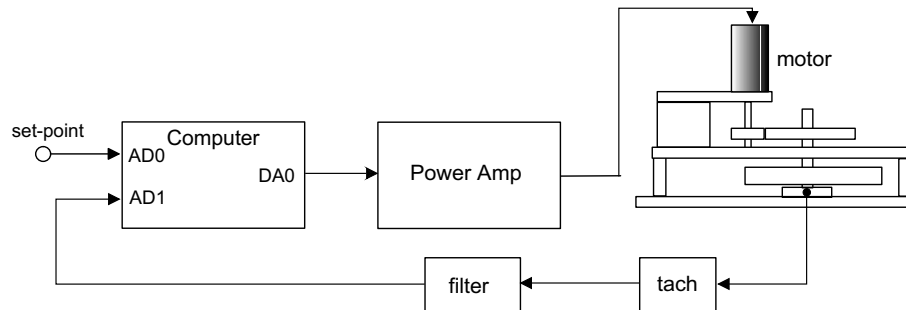 motor
set-point
Computer
AD0
DA0
AD1
Power Amp
filter
tach